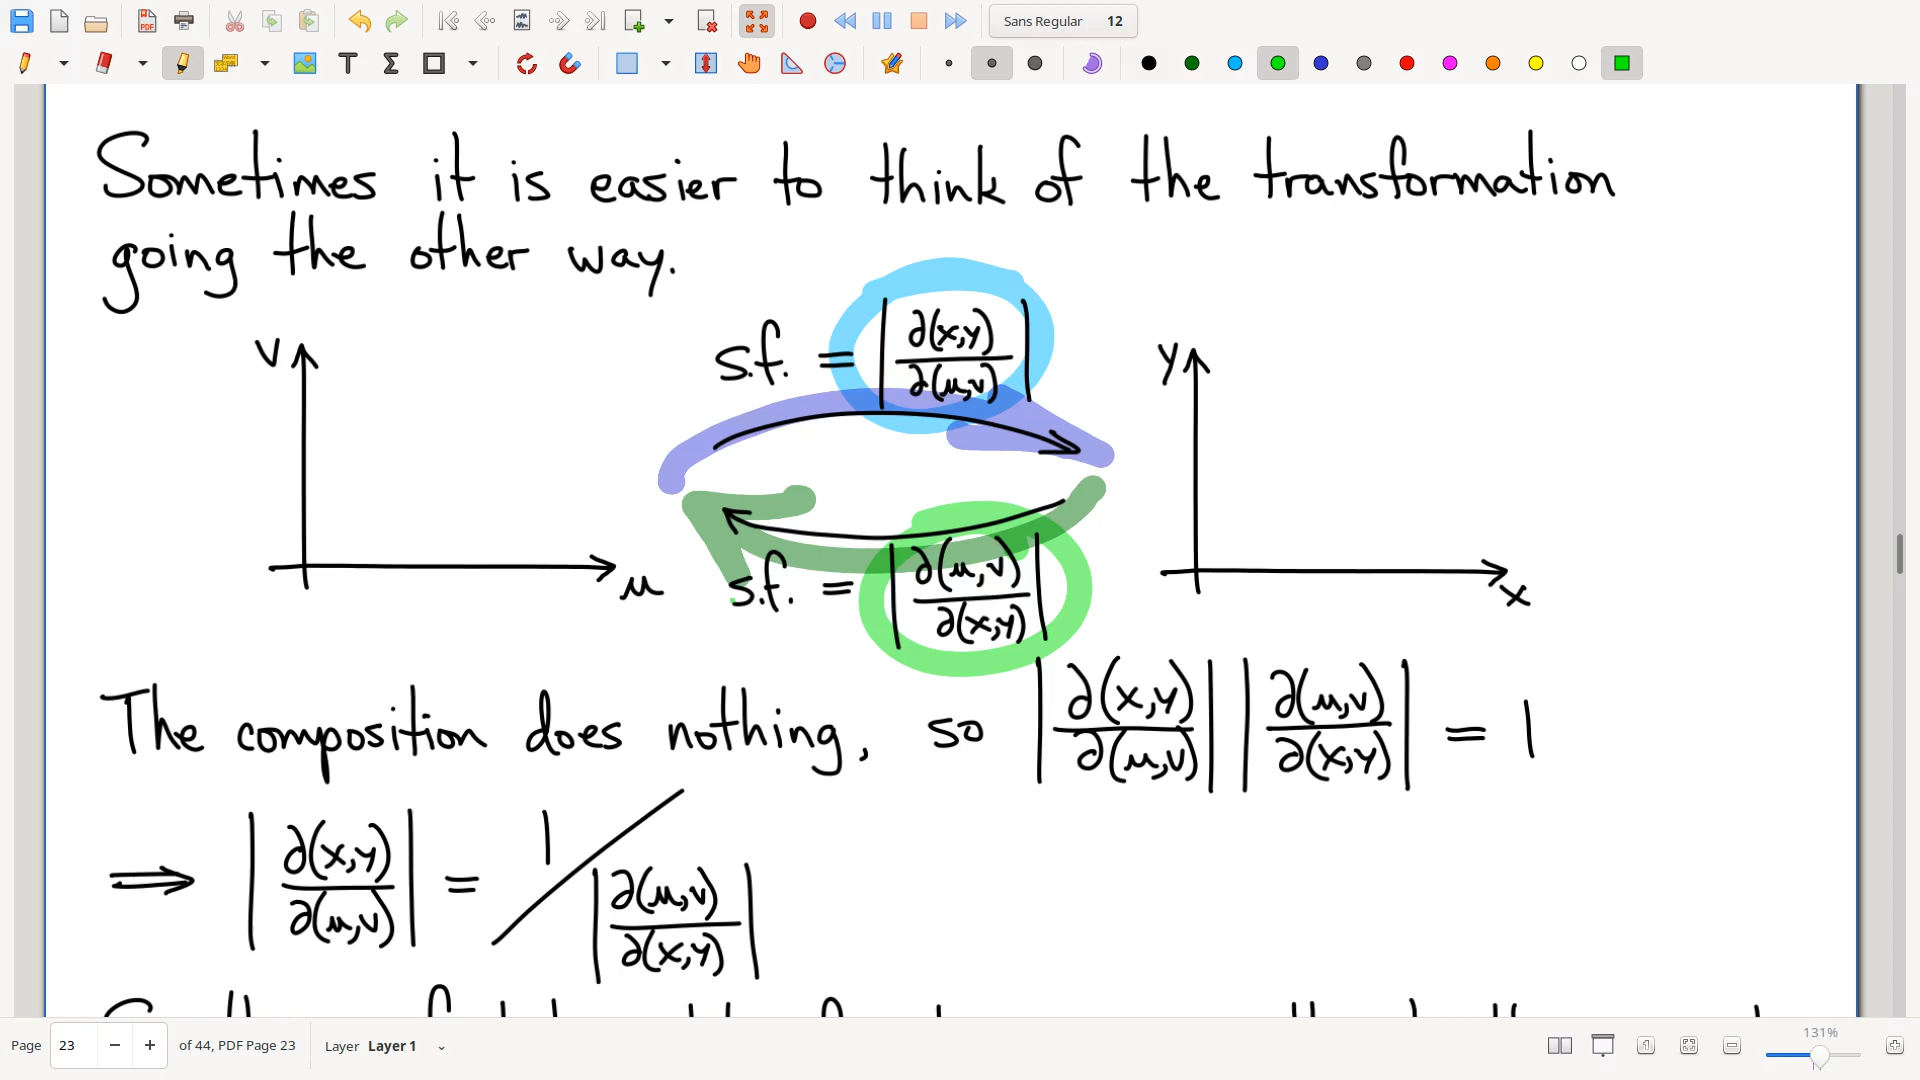 Sans Regular 12
Sometimes it is easier to think of the transformation
going the other way.
s.f. = |∂(x,y)/∂(u,v)|
v
y
s.f. = |∂(u,v)/∂(x,y)|
u
x
The composition does nothing, so |∂(x,y)/∂(u,v)| |∂(u,v)/∂(x,y)| = 1
⟹ |∂(x,y)/∂(u,v)| = 1/|∂(u,v)/∂(x,y)|
Page 23 of 44, PDF Page 23 Layer Layer 1 131%